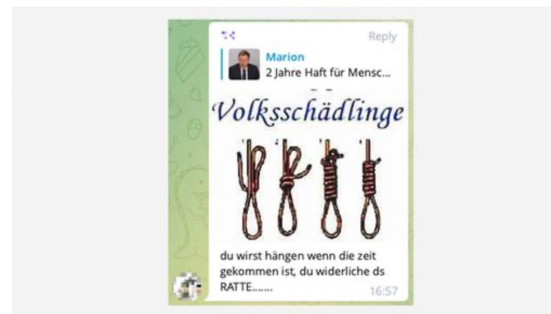 Reply
Marion
2 Jahre Haft für Mensc...
Volksschädlinge
du wirst hängen wenn die zeit
gekommen ist, du widerliche ds
RATTE.......
16:57